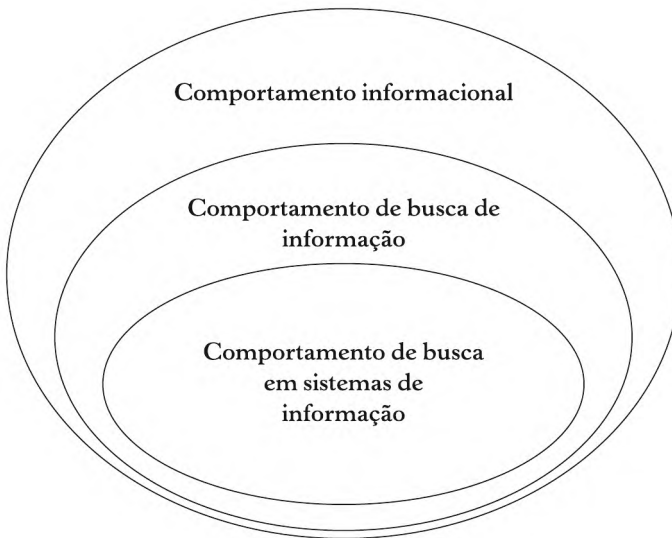 Comportamento informacional
Comportamento de busca de
informação
Comportamento de busca
em sistemas de
informação